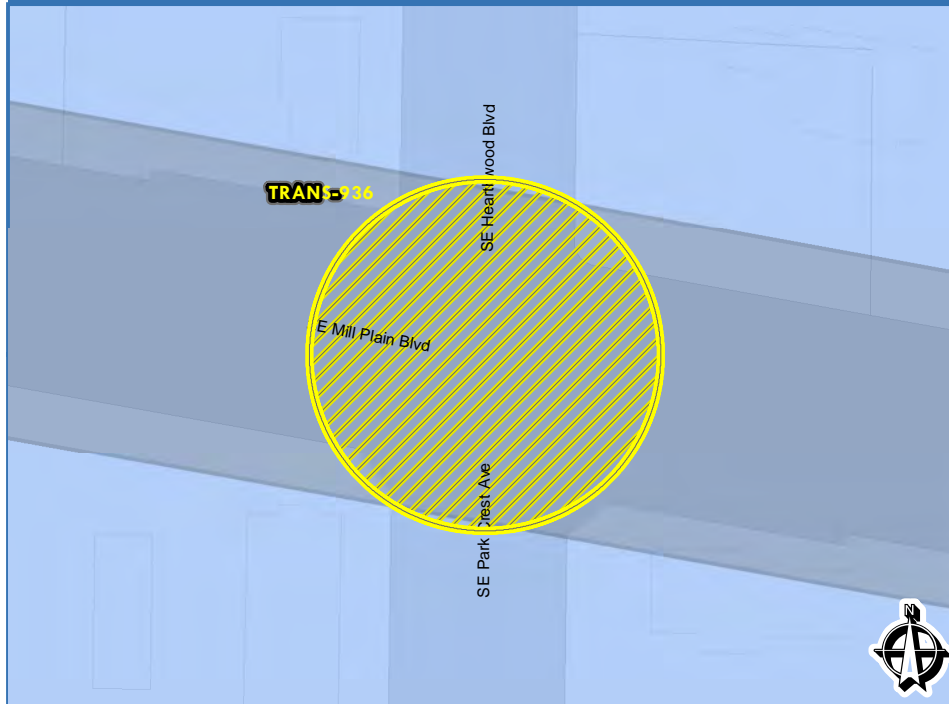 SE Hearthwood Blvd
TRANS-936
E Mill Plain Blvd
SE Park Crest Ave
N